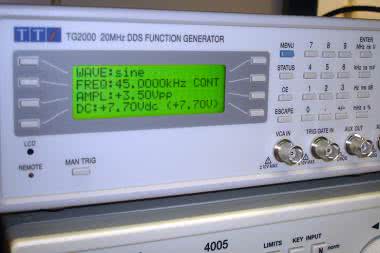 TTi
TG2000 20MHz DDS FUNCTION GENERATOR
WAVE:sine
FREQ:45.0000kHz CONT
AMPL:+3.50Vpp
DC:+7.70Vdc (+7.70V)
MENU 7 8 9 ENTER
STATUS 4 5 6
CE 1 2 3
ESCAPE 0 . +/-
VCA IN TRIG GATE IN AUX OUT
LCD
REMOTE
MAN TRIG
4005
LIMITS KEY INPUT
N